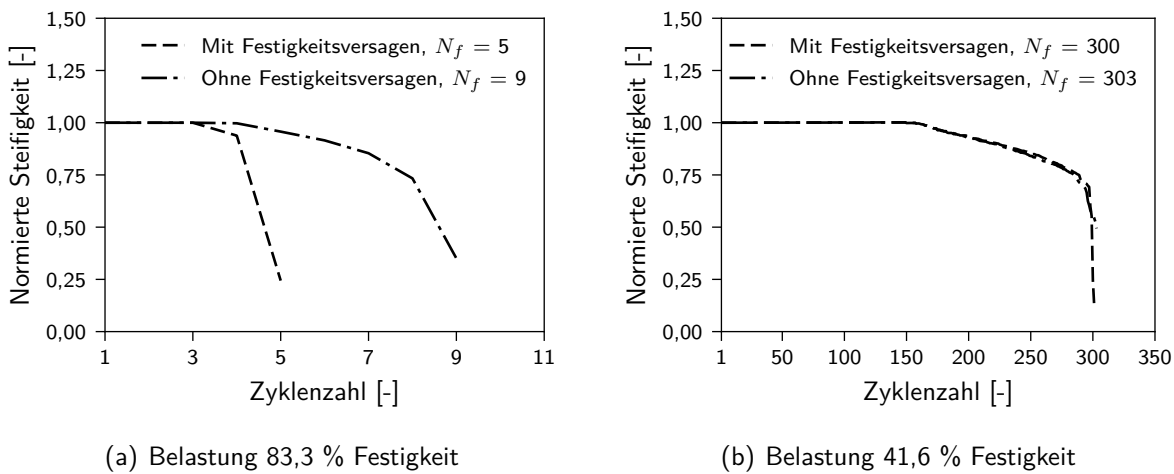 1,50
1,25
1,00
0,75
0,50
0,25
0,00
Normierte Steifigkeit [-]
Mit Festigkeitsversagen, N_f = 5
Ohne Festigkeitsversagen, N_f = 9
1 3 5 7 9 11
Zyklenzahl [-]
(a) Belastung 83,3 % Festigkeit
1,50
1,25
1,00
0,75
0,50
0,25
0,00
Normierte Steifigkeit [-]
Mit Festigkeitsversagen, N_f = 300
Ohne Festigkeitsversagen, N_f = 303
1 50 100 150 200 250 300 350
Zyklenzahl [-]
(b) Belastung 41,6 % Festigkeit